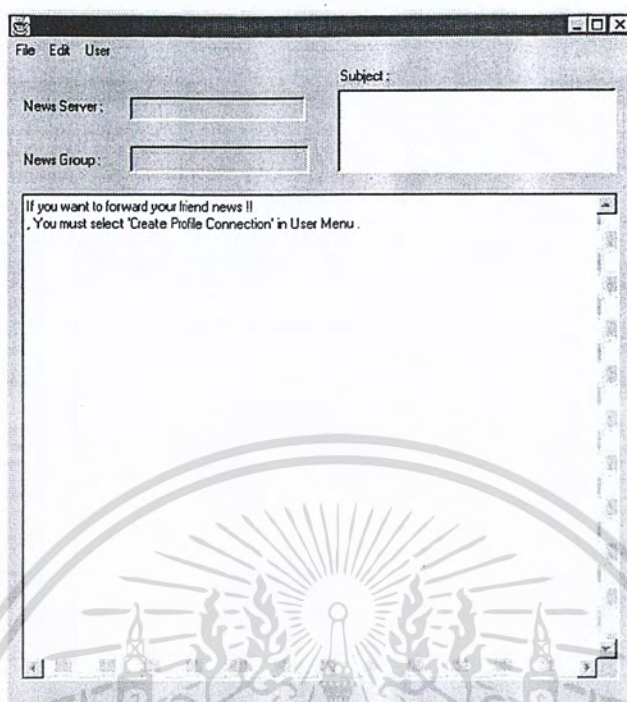 File Edit User
Subject :
News Server :
News Group :
If you want to forward your friend news !!
, You must select 'Create Profile Connection' in User Menu .